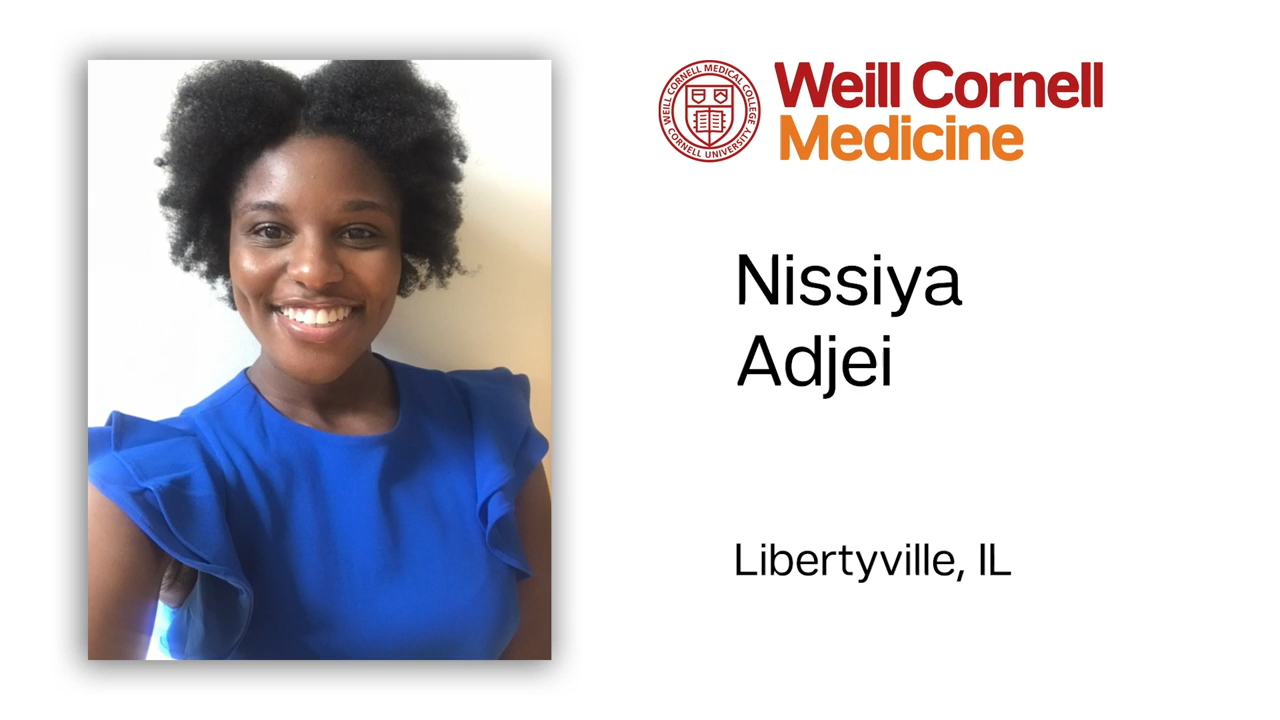 WEILL CORNELL MEDICAL COLLEGE
CORNELL UNIVERSITY
Weill Cornell
Medicine
Nissiya
Adjei
Libertyville, IL